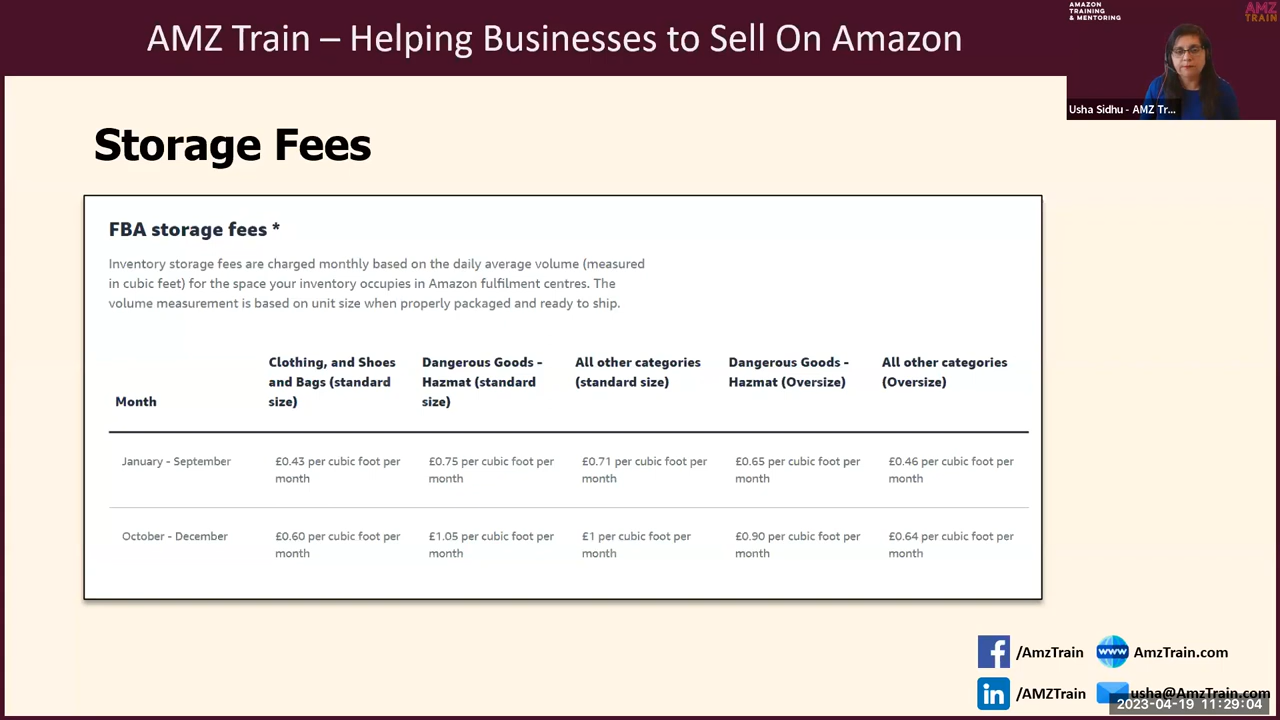 AMZ Train – Helping Businesses to Sell On Amazon
AMAZON
TRAINING
& MENTORING
AMZ
TRAIN
Usha Sidhu - AMZ Tr...
Storage Fees
FBA storage fees *
Inventory storage fees are charged monthly based on the daily average volume (measured
in cubic feet) for the space your inventory occupies in Amazon fulfilment centres. The
volume measurement is based on unit size when properly packaged and ready to ship.
Month
Clothing, and Shoes
and Bags (standard
size)
Dangerous Goods -
Hazmat (standard
size)
All other categories
(standard size)
Dangerous Goods -
Hazmat (Oversize)
All other categories
(Oversize)
January - September
£0.43 per cubic foot per
month
£0.75 per cubic foot per
month
£0.71 per cubic foot per
month
£0.65 per cubic foot per
month
£0.46 per cubic foot per
month
October - December
£0.60 per cubic foot per
month
£1.05 per cubic foot per
month
£1 per cubic foot per
month
£0.90 per cubic foot per
month
£0.64 per cubic foot per
month
f /AmzTrain
www AmzTrain.com
in /AMZTrain
usha@AmzTrain.com
2023-04-19 11:29:04